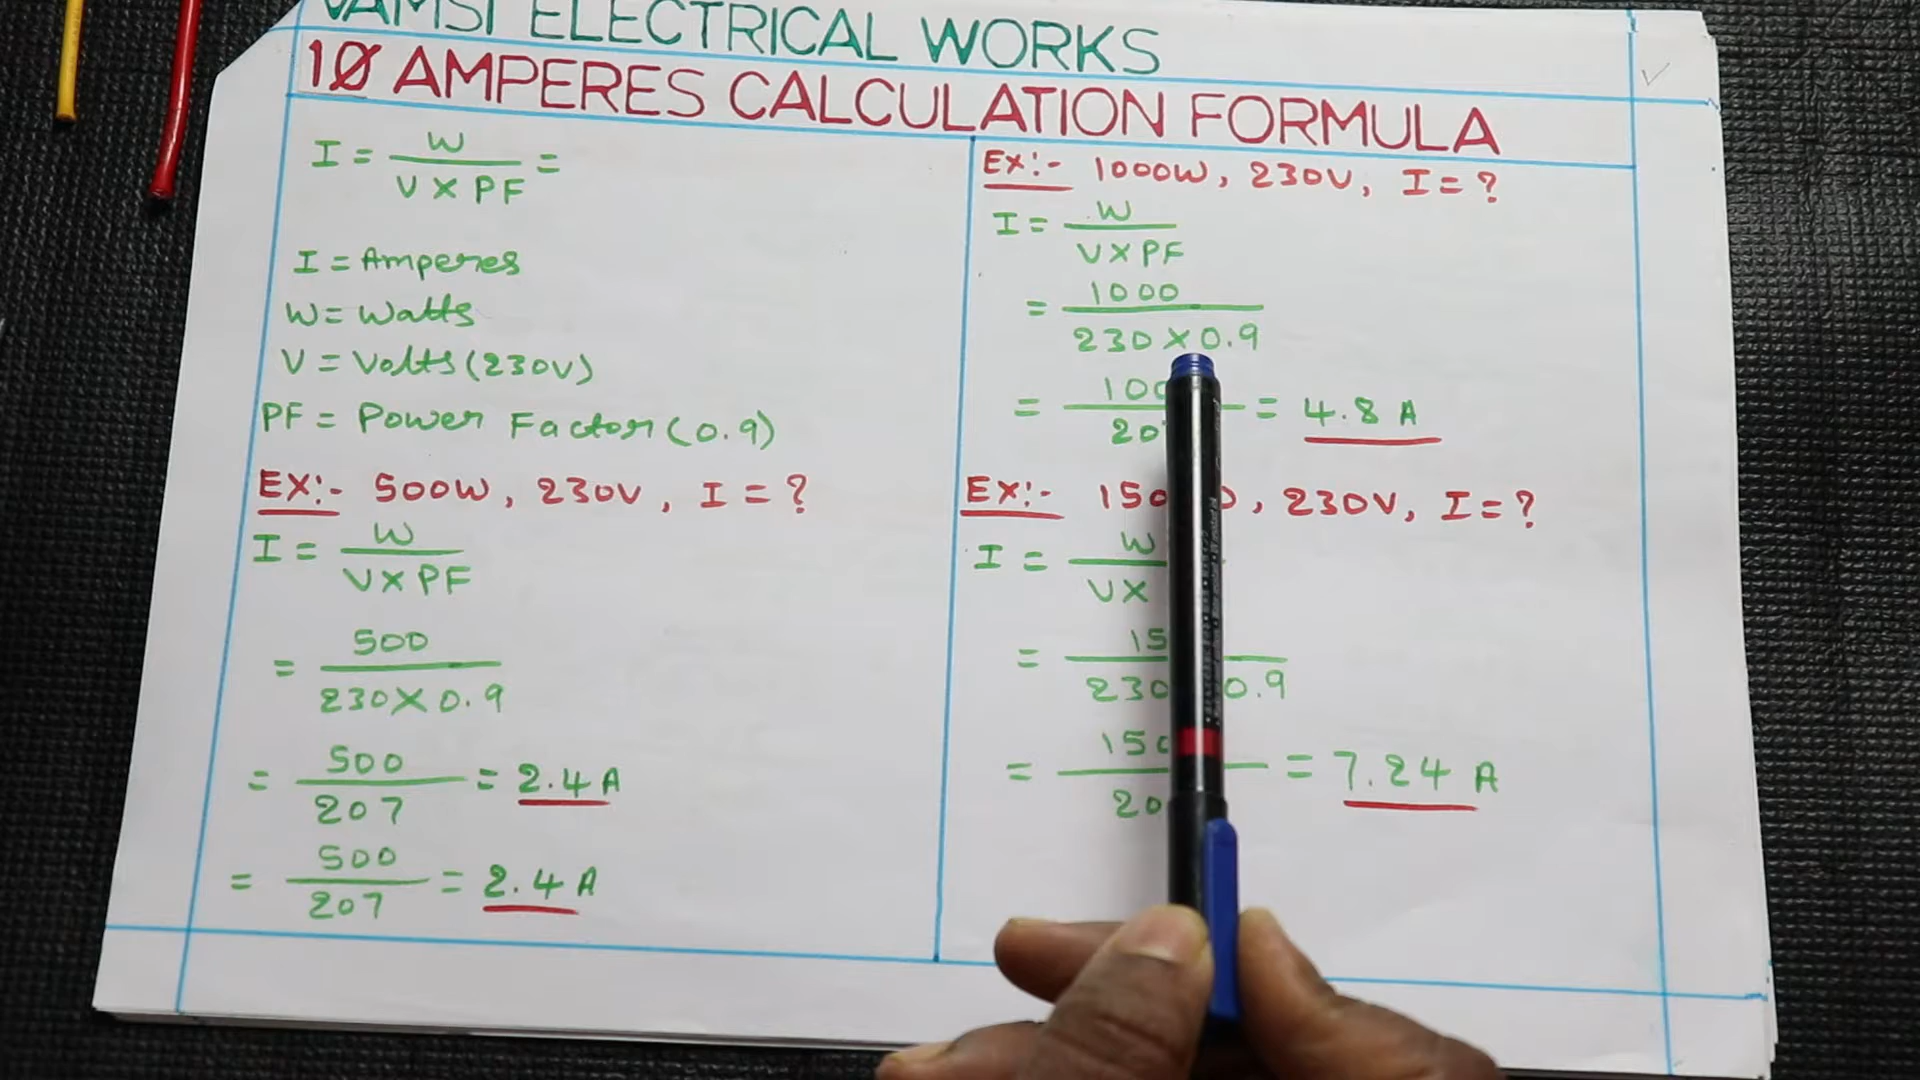 VAMSI ELECTRICAL WORKS
1Ø AMPERES CALCULATION FORMULA
I = W / V X PF =
I = Amperes
W = Watts
V = Volts (230V)
PF = Power Factor (0.9)
EX:- 500W, 230V, I = ?
I = W / V X PF
= 500 / 230 X 0.9
= 500 / 207 = 2.4 A
= 500 / 207 = 2.4 A
EX:- 1000W, 230V, I = ?
I = W / V X PF
= 1000 / 230 X 0.9
= = 4.8 A
EX:- , 230V, I = ?
I = W / V X
= / 230 0.9
= = 7.24 A